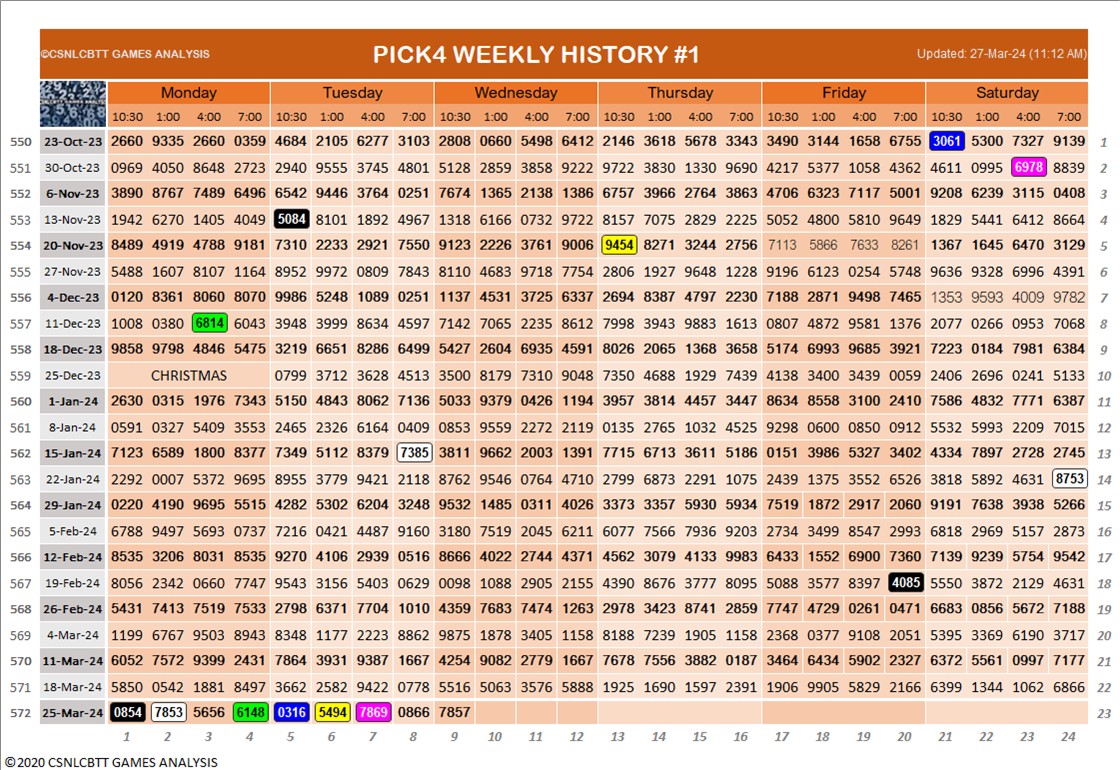 ©CSNLCBTT GAMES ANALYSIS PICK4 WEEKLY HISTORY #1 Updated: 27-Mar-24 (11:12 AM)
Monday Tuesday Wednesday Thursday Friday Saturday
10:30 1:00 4:00 7:00 10:30 1:00 4:00 7:00 10:30 1:00 4:00 7:00 10:30 1:00 4:00 7:00 10:30 1:00 4:00 7:00 10:30 1:00 4:00 7:00
550 23-Oct-23 2660 9335 2660 0359 4684 2105 6277 3103 2808 0660 5498 6412 2146 3618 5678 3343 3490 3144 1658 6755 3061 5300 7327 9139 1
551 30-Oct-23 0969 4050 8648 8723 2940 9555 3745 4801 5128 2859 3858 9222 8722 3830 1330 9696 4217 5377 1058 4362 4611 0995 6978 8839 2
552 6-Nov-23 3890 8767 7489 6496 6542 9446 3764 0251 7674 1365 2138 1386 6757 3966 2764 3863 4706 6323 7117 5001 9208 6239 3115 0408 3
553 13-Nov-23 1942 6270 1405 4049 5084 8101 1892 4967 1318 6166 0732 9722 8157 7075 2829 2225 5052 4800 5810 9649 1829 5441 6412 8664 4
554 20-Nov-23 8489 4919 4788 9181 7310 2233 2921 7550 9123 2226 3761 9006 9454 8271 3244 2756 7113 5866 7633 8261 1367 1645 6470 3129 5
555 27-Nov-23 5488 1607 8107 1164 8952 9972 0809 7843 8110 4683 9718 7754 2806 1927 9648 1228 9196 6123 0254 5748 9636 9328 6996 4391 6
556 4-Dec-23 0120 8361 8060 8070 9986 5248 1089 0251 1137 4531 3725 6337 2694 8387 4797 2230 7188 2871 9498 7465 1353 9593 4009 9782 7
557 11-Dec-23 1008 0380 6814 6043 3948 3999 8634 4597 7142 7065 2235 8612 7998 3943 9883 1613 0807 4872 9581 1376 2077 0266 0953 7068 8
558 18-Dec-23 9858 9798 4846 5475 3219 6651 8286 6499 5427 2604 6935 4591 8026 2065 1368 3658 5174 6993 9685 3921 7223 0184 7981 6384 9
559 25-Dec-23 CHRISTMAS 0799 3712 3628 4513 3500 8179 7310 9048 7350 4688 1929 7439 4138 3400 3439 0059 2406 2696 0241 5133 10
560 1-Jan-24 2630 0315 1976 7343 5150 4843 8062 7136 5033 9379 0426 1194 3957 3814 4457 3447 8634 8558 3100 2410 7586 4832 7771 6387 11
561 8-Jan-24 0591 0327 5409 3553 2465 2326 6164 0409 0853 9559 2272 2119 0135 2765 1032 4525 9298 0600 0850 0912 5532 5993 2209 7015 12
562 15-Jan-24 7123 6589 1800 8377 7349 5112 8379 7385 3811 9662 2003 1391 7715 6713 3611 5186 0151 3986 5327 3402 4334 7897 2728 2745 13
563 22-Jan-24 2292 0007 5372 9695 8955 3779 9421 2118 8762 9546 0764 4710 2799 6873 2291 1075 2439 1375 3552 6526 3818 5892 4631 8753 14
564 29-Jan-24 0220 4190 9695 5515 4282 5302 6204 3248 9532 1485 0311 4026 3373 3357 5930 5934 7519 1872 2917 2060 9191 7638 3938 5266 15
565 5-Feb-24 6788 9497 5693 0737 7216 0421 4487 9160 3180 7519 2045 6211 6077 7566 7936 9203 2734 3499 8547 2993 6818 2969 5157 2873 16
566 12-Feb-24 8535 3206 8031 8535 9270 4106 2939 0516 8666 4022 2744 4371 4562 3079 4133 9983 6433 1552 6900 7360 7139 9239 5754 9542 17
567 19-Feb-24 8056 2342 0660 7747 9543 3156 5403 0629 0098 1088 2905 2155 4390 8676 3777 8095 5088 3577 8397 4085 5550 3872 2129 4631 18
568 26-Feb-24 5431 7413 7519 7533 2798 6371 7704 1010 4359 7683 7474 1263 2978 3423 8741 2859 7747 4729 0261 0471 6683 0856 5672 7188 19
569 4-Mar-24 1199 6767 9503 8943 8348 1177 2223 8862 9875 1878 3405 1158 8188 7239 1905 1158 2368 0377 9108 2051 5395 3369 6190 3717 20
570 11-Mar-24 6052 7572 9399 2431 7864 3931 9387 1667 4254 9082 2779 1667 7678 7556 3882 0187 3464 6434 5902 2327 6372 5561 0997 7177 21
571 18-Mar-24 5850 0542 1881 8497 3662 2582 9422 0778 5516 5063 3576 5888 1925 1690 1597 2391 1906 9905 5829 2166 6399 1344 1062 6866 22
572 25-Mar-24 0854 7853 5656 6148 0316 5494 7869 0866 7857 23
1 2 3 4 5 6 7 8 9 10 11 12 13 14 15 16 17 18 19 20 21 22 23 24
©2020 CSNLCBTT GAMES ANALYSIS